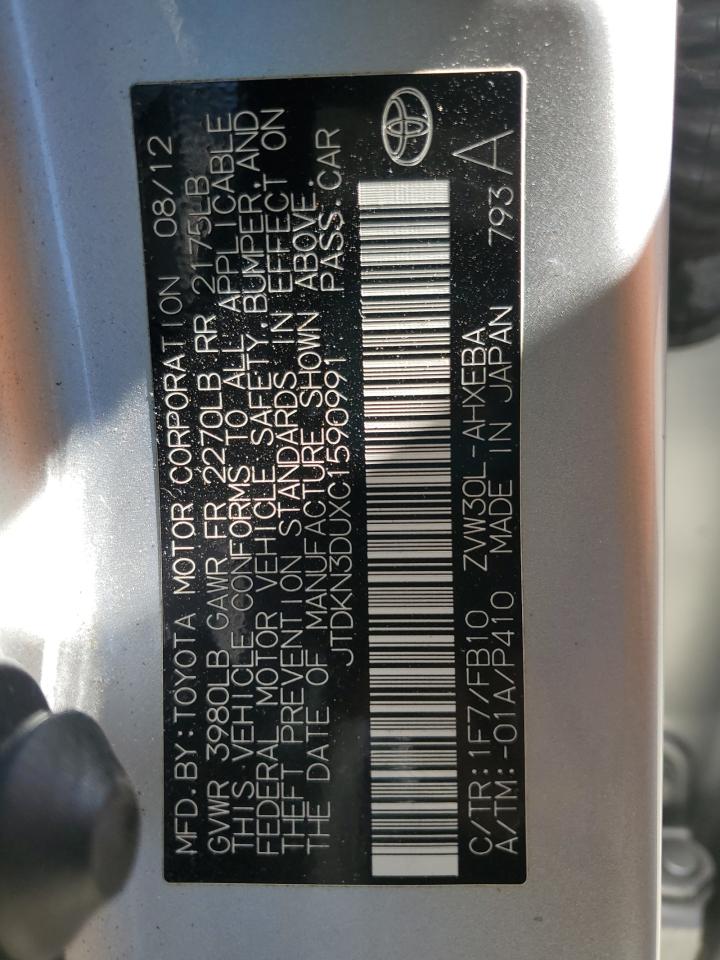 MFD.BY:TOYOTA MOTOR CORPORATION 08/12
GVWR 3980LB GAWR FR 2270LB RR 2175LB
THIS VEHICLE CONFORMS TO ALL APPLICABLE
FEDERAL MOTOR VEHICLE SAFETY, BUMPER, AND
THEFT PREVENTION STANDARDS IN EFFECT ON
THE DATE OF MANUFACTURE SHOWN ABOVE.
JTDKN3DUXC1590991 PASS.CAR
C/TR:1F7/FB10 ZVW30L-AHXEBA
A/TM:-01A/P410 MADE IN JAPAN 793 A